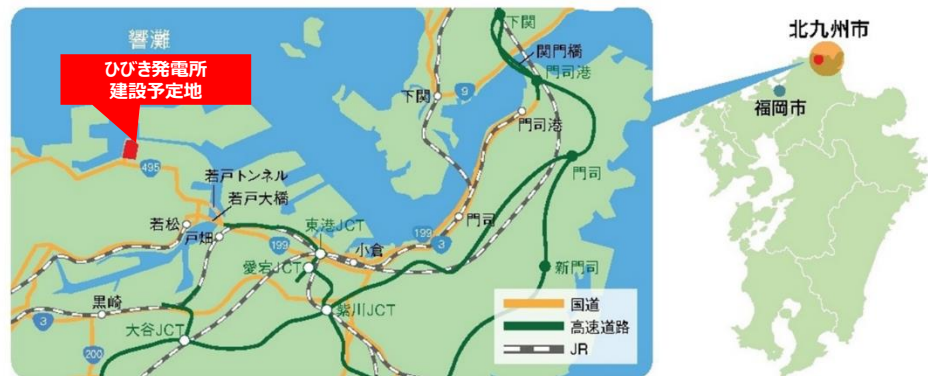 響灘
ひびき発電所
建設予定地
下関
関門橋
門司港
下関
9
門司港
495
若戸トンネル
若戸大橋
若松
戸畑
199
東港JCT
愛宕JCT
小倉
199
3
門司
門司
新門司
黒崎
3
大谷JCT
紫川JCT
200
国道
高速道路
JR
北九州市
福岡市